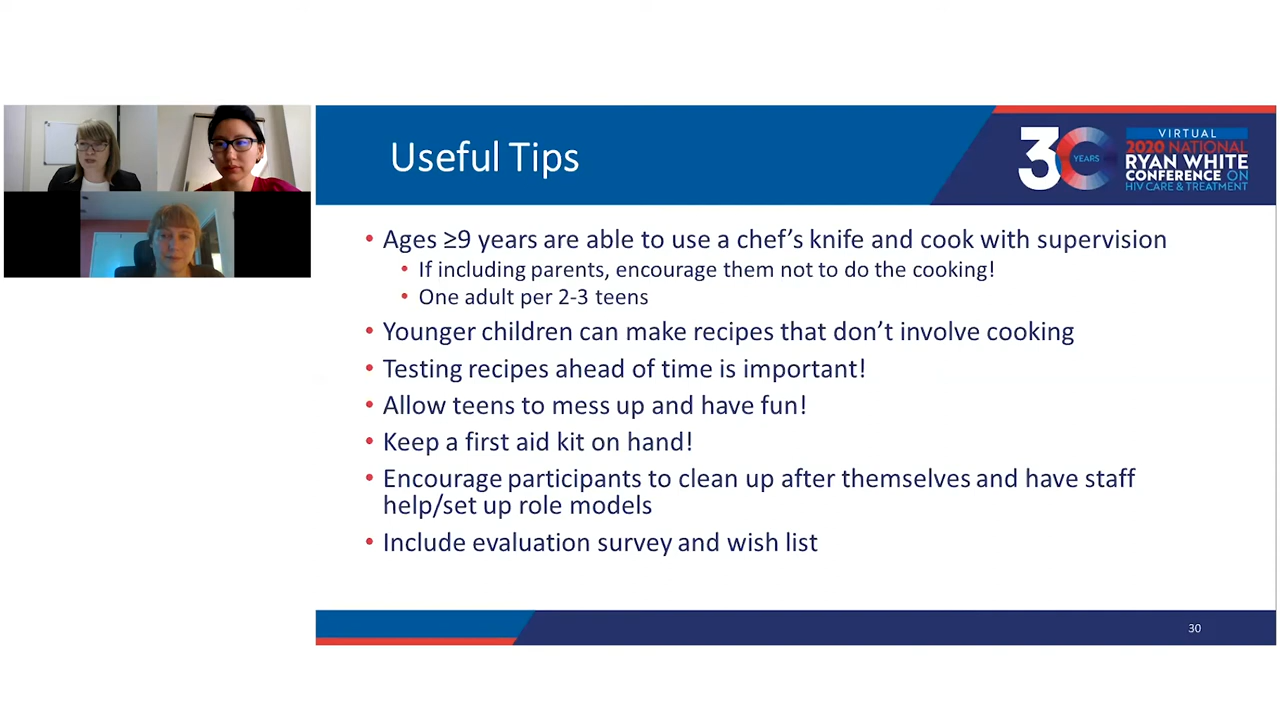 Useful Tips
30
YEARS
VIRTUAL
2020 NATIONAL
RYAN WHITE
CONFERENCE ON
HIV CARE & TREATMENT
• Ages ≥9 years are able to use a chef's knife and cook with supervision
• If including parents, encourage them not to do the cooking!
• One adult per 2-3 teens
• Younger children can make recipes that don't involve cooking
• Testing recipes ahead of time is important!
• Allow teens to mess up and have fun!
• Keep a first aid kit on hand!
• Encourage participants to clean up after themselves and have staff
help/set up role models
• Include evaluation survey and wish list
30